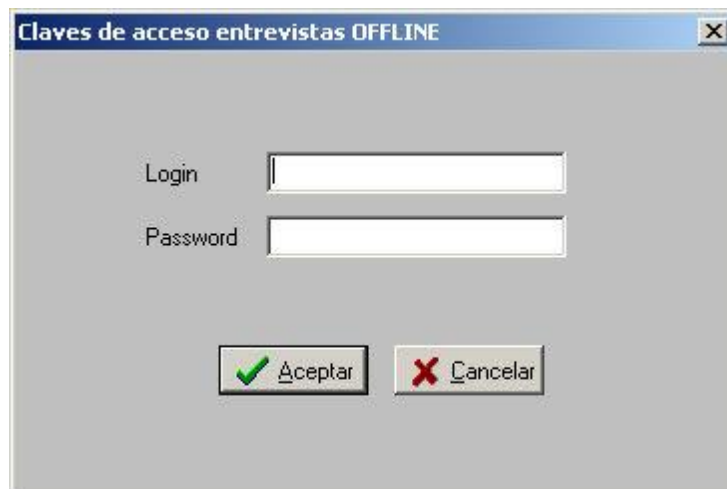 Claves de acceso entrevistas OFFLINE
Login
Password
Aceptar
Cancelar